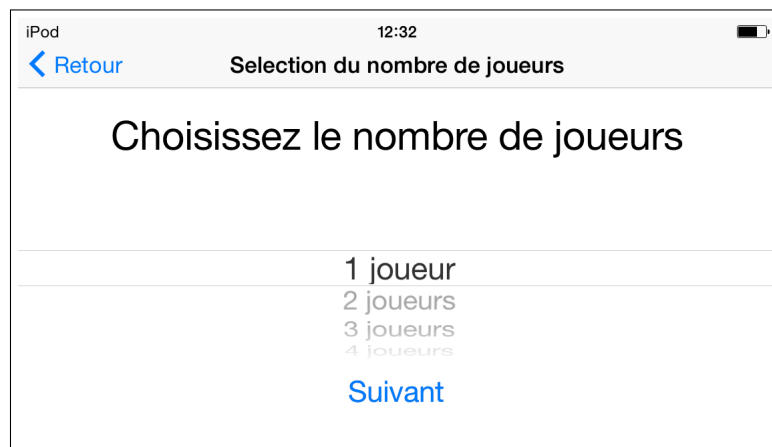 iPod 12:32
Retour Selection du nombre de joueurs
Choisissez le nombre de joueurs
1 joueur
2 joueurs
3 joueurs
4 joueurs
Suivant